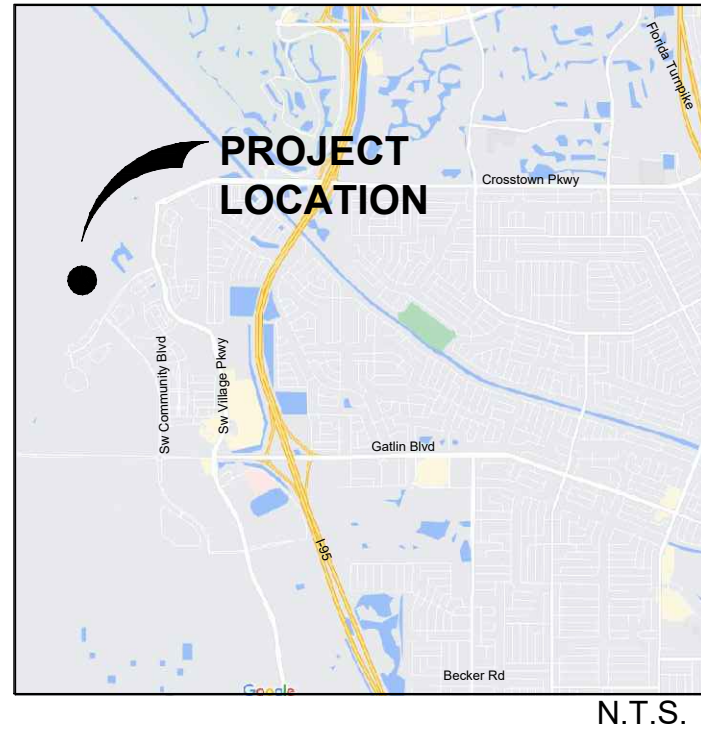 Florida Turnpike
PROJECT
LOCATION
Crosstown Pkwy
Sw Community Blvd
Sw Village Pkwy
Gatlin Blvd
I-95
Becker Rd
Google
N.T.S.